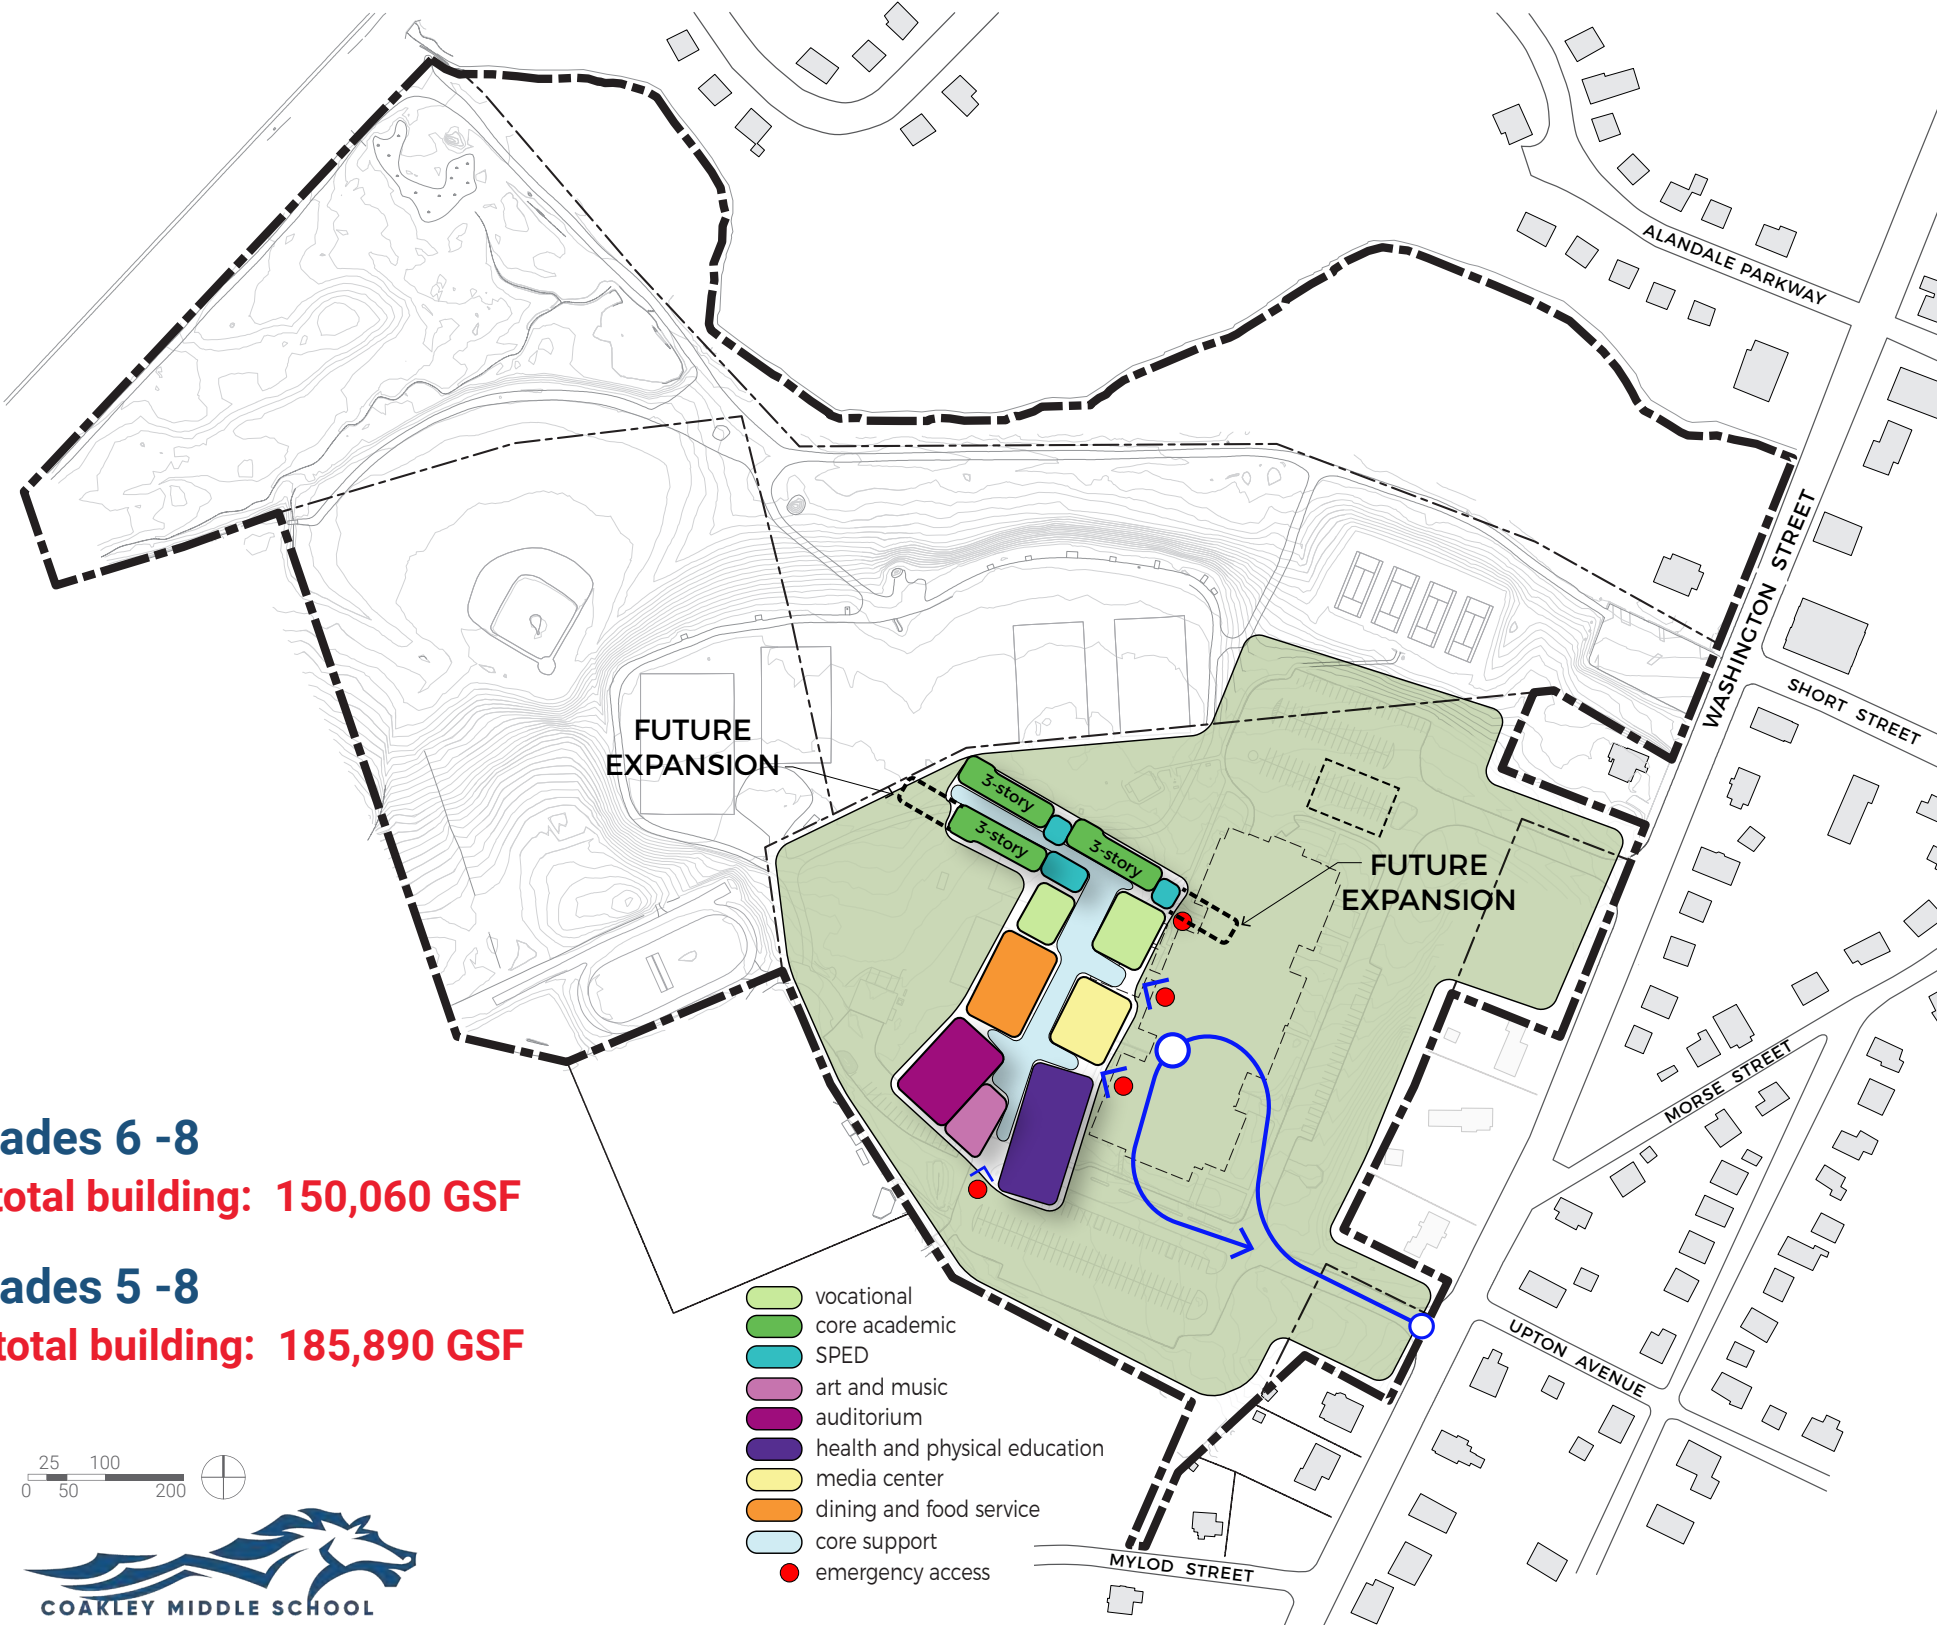 ALANDALE PARKWAY
WASHINGTON STREET
SHORT STREET
FUTURE
EXPANSION
3-story
3-story
3-story
FUTURE
EXPANSION
MORSE STREET
ades 6 -8
total building: 150,060 GSF
ades 5 -8
total building: 185,890 GSF
UPTON AVENUE
vocational
core academic
SPED
art and music
auditorium
health and physical education
media center
dining and food service
core support
emergency access
25 100
0 50 200
MYLOD STREET
COAKLEY MIDDLE SCHOOL